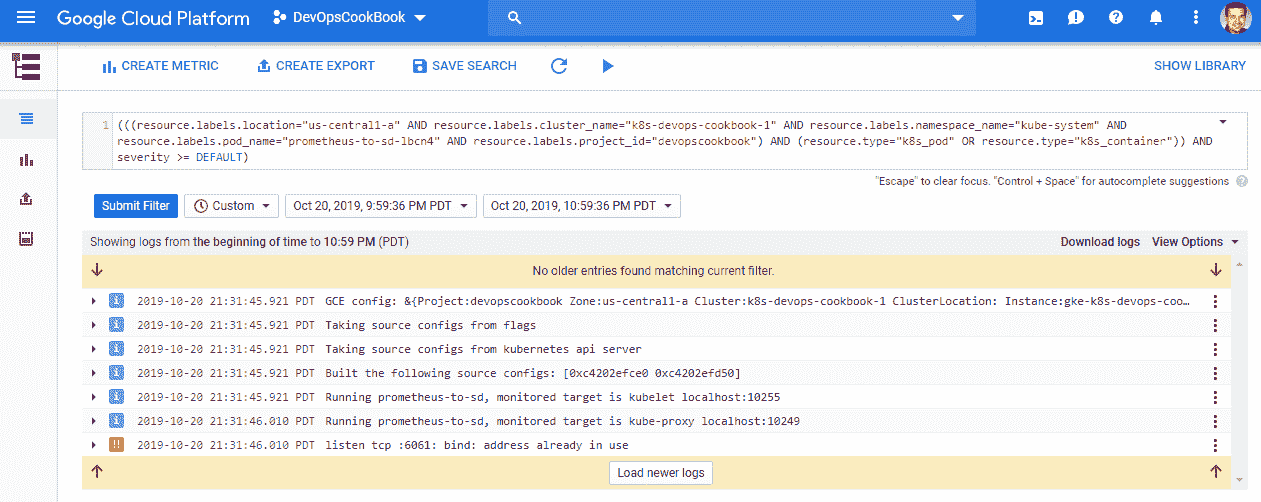 Google Cloud Platform DevOpsCookBook
CREATE METRIC CREATE EXPORT SAVE SEARCH SHOW LIBRARY
1 (((resource.labels.location="us-central1-a" AND resource.labels.cluster_name="k8s-devops-cookbook-1" AND resource.labels.namespace_name="kube-system" AND
resource.labels.pod_name="prometheus-to-sd-lbcn4" AND resource.labels.project_id="devopscookbook") AND (resource.type="k8s_pod" OR resource.type="k8s_container")) AND
severity >= DEFAULT)
"Escape" to clear focus. "Control + Space" for autocomplete suggestions
Submit Filter Custom Oct 20, 2019, 9:59:36 PM PDT Oct 20, 2019, 10:59:36 PM PDT
Showing logs from the beginning of time to 10:59 PM (PDT) Download logs View Options
No older entries found matching current filter.
2019-10-20 21:31:45.921 PDT GCE config: &{Project:devopscookbook Zone:us-central1-a Cluster:k8s-devops-cookbook-1 ClusterLocation: Instance:gke-k8s-devops-coo…
2019-10-20 21:31:45.921 PDT Taking source configs from flags
2019-10-20 21:31:45.921 PDT Taking source configs from kubernetes api server
2019-10-20 21:31:45.921 PDT Built the following source configs: [0xc4202efce0 0xc4202efd50]
2019-10-20 21:31:45.921 PDT Running prometheus-to-sd, monitored target is kubelet localhost:10255
2019-10-20 21:31:46.010 PDT Running prometheus-to-sd, monitored target is kube-proxy localhost:10249
!! 2019-10-20 21:31:46.010 PDT listen tcp :6061: bind: address already in use
Load newer logs